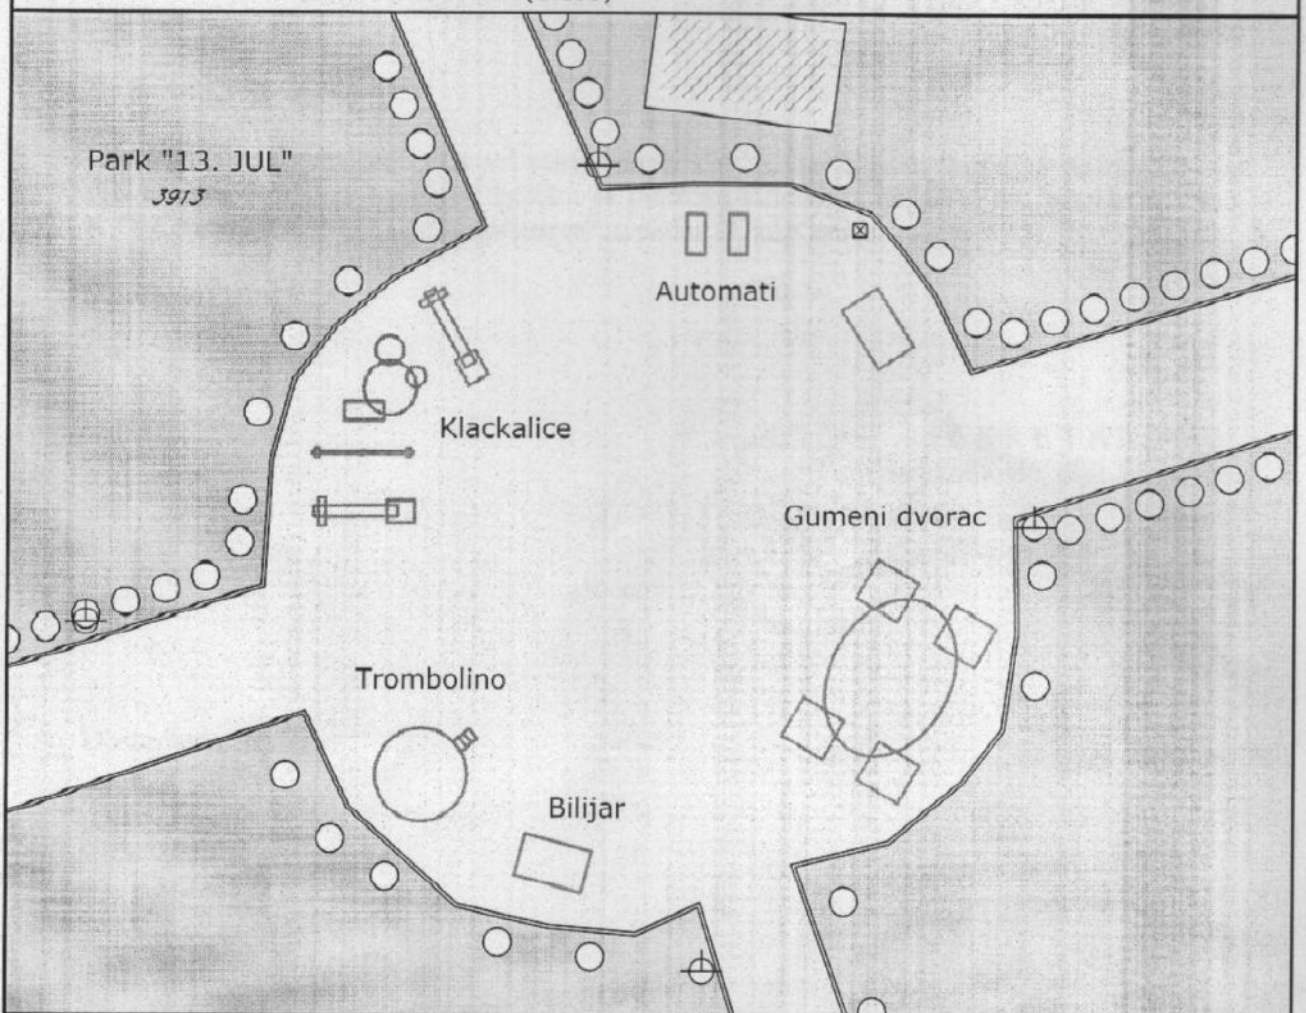 Park "13. JUL"
3913
Automati
Klackalice
Gumeni dvorac
Trombolino
Bilijar